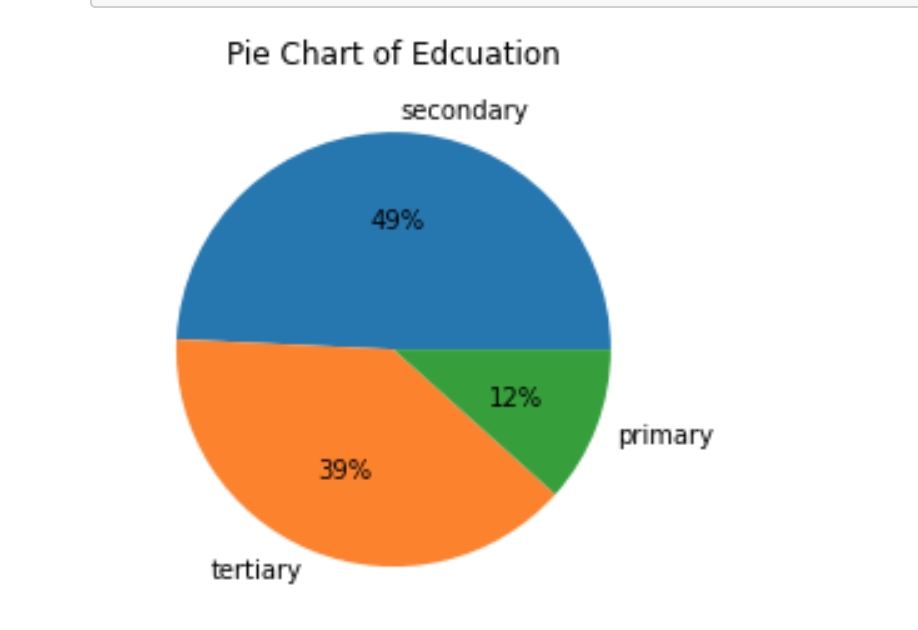 Pie Chart of Edcuation
secondary
49%
12%
primary
39%
tertiary